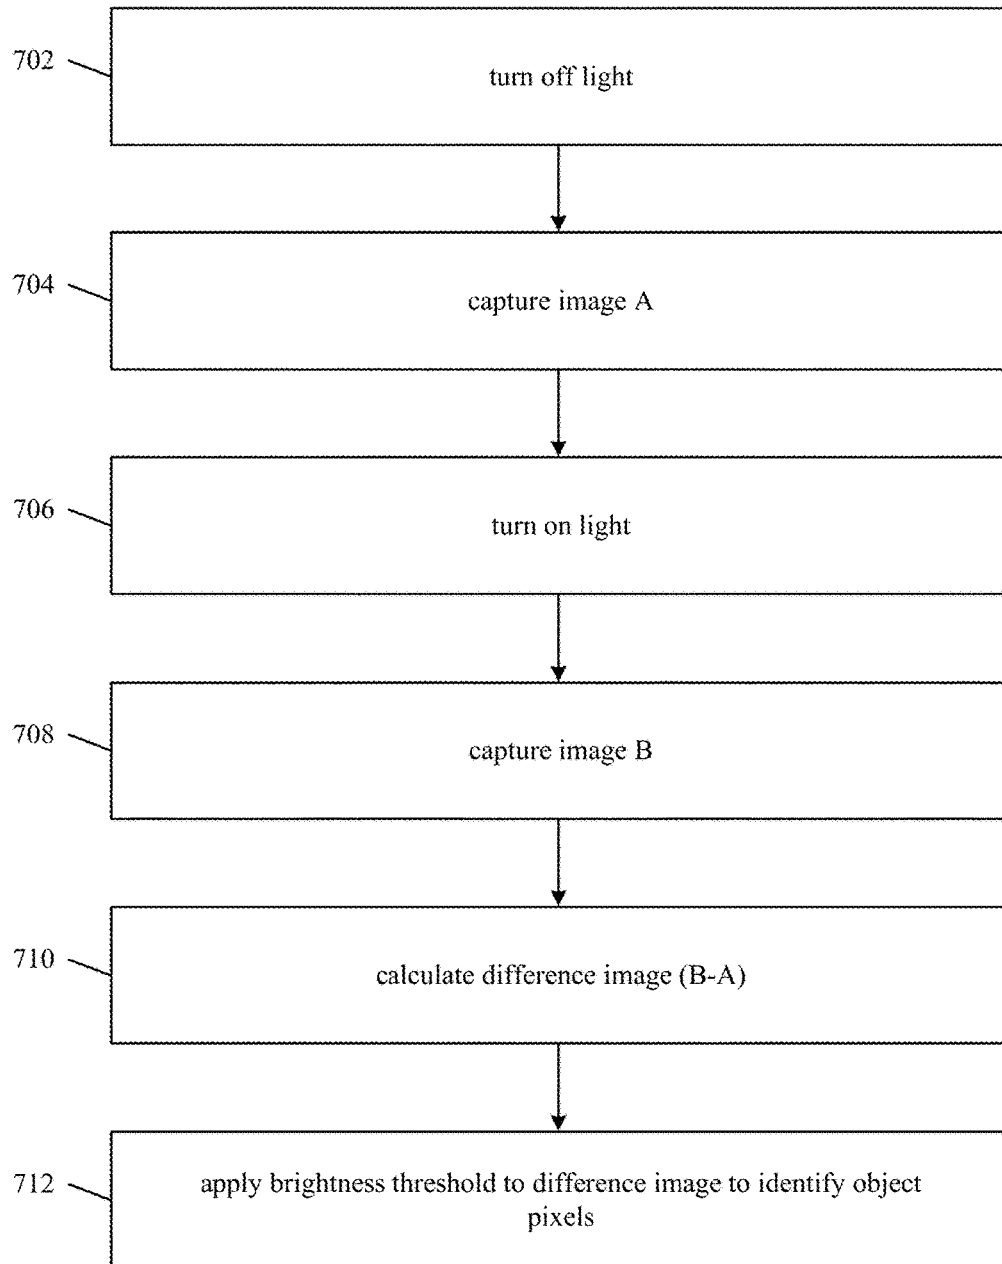 702
turn off light
704
capture image A
706
turn on light
708
capture image B
710
calculate difference image (B-A)
712
apply brightness threshold to difference image to identify object
pixels